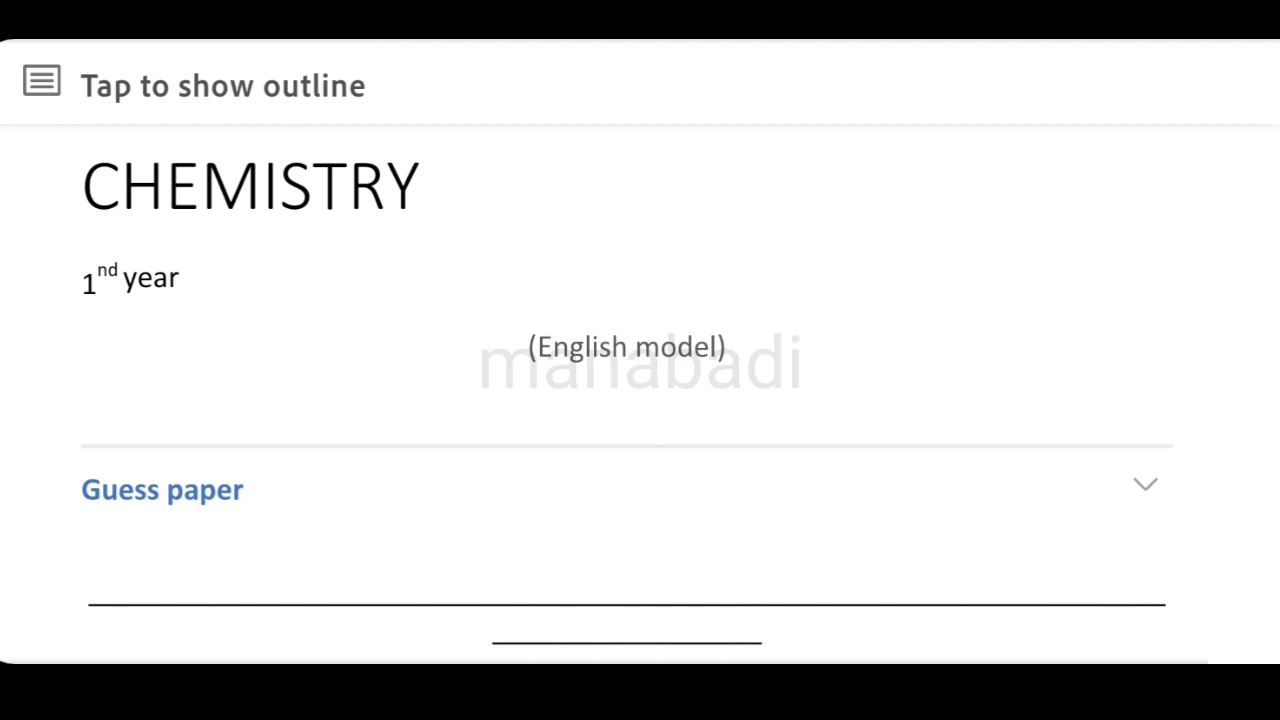 Tap to show outline
CHEMISTRY
1nd year
(English model)
manabadi
Guess paper